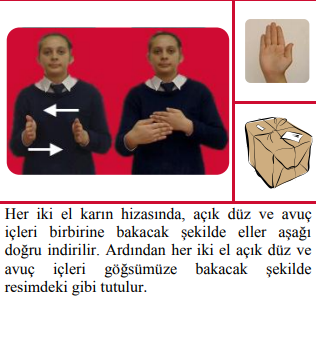 Her iki el karın hizasında, açık düz ve avuç
içleri birbirine bakacak şekilde eller aşağı
doğru indirilir. Ardından her iki el açık düz ve
avuç içleri göğsümüze bakacak şekilde
resimdeki gibi tutulur.